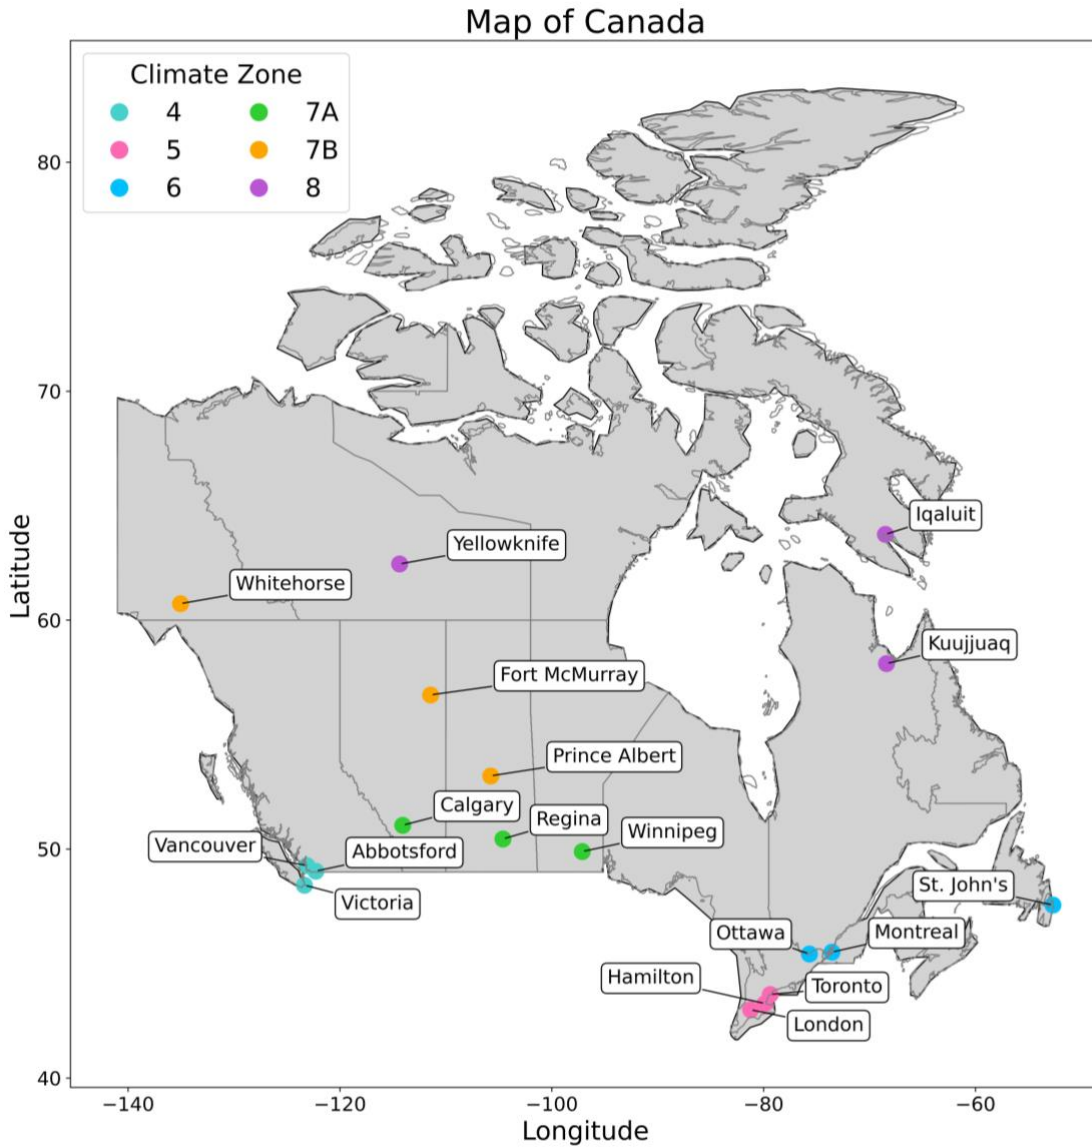 Map of Canada
Climate Zone
4
7A
5
7B
6
8
80
70
60
50
40
Latitude
Iqaluit
Yellowknife
Whitehorse
Kuujjuaq
Fort McMurray
Prince Albert
Calgary
Regina
Winnipeg
Vancouver
Abbotsford
Victoria
St. John's
Ottawa
Montreal
Hamilton
Toronto
London
−140
−120
−100
−80
−60
Longitude